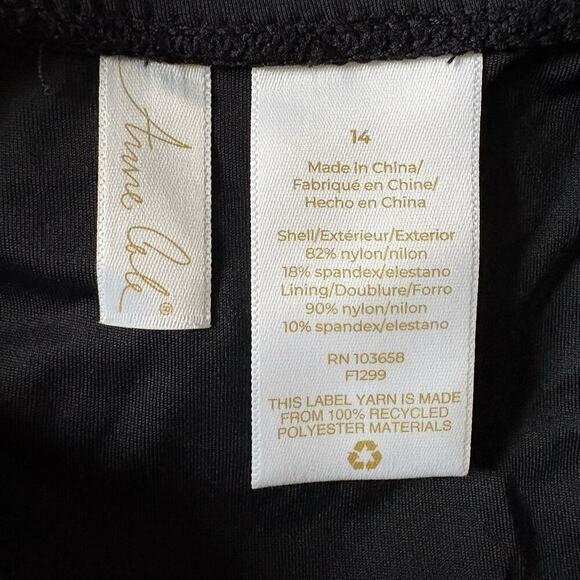 Anne Cole®
14
Made in China/
Fabriqué en Chine/
Hecho en China
Shell/Extérieur/Exterior
82% nylon/nilon
18% spandex/elestano
Lining/Doublure/Forro
90% nylon/nilon
10% spandex/elestano
RN 103658
F1299
THIS LABEL YARN IS MADE
FROM 100% RECYCLED
POLYESTER MATERIALS